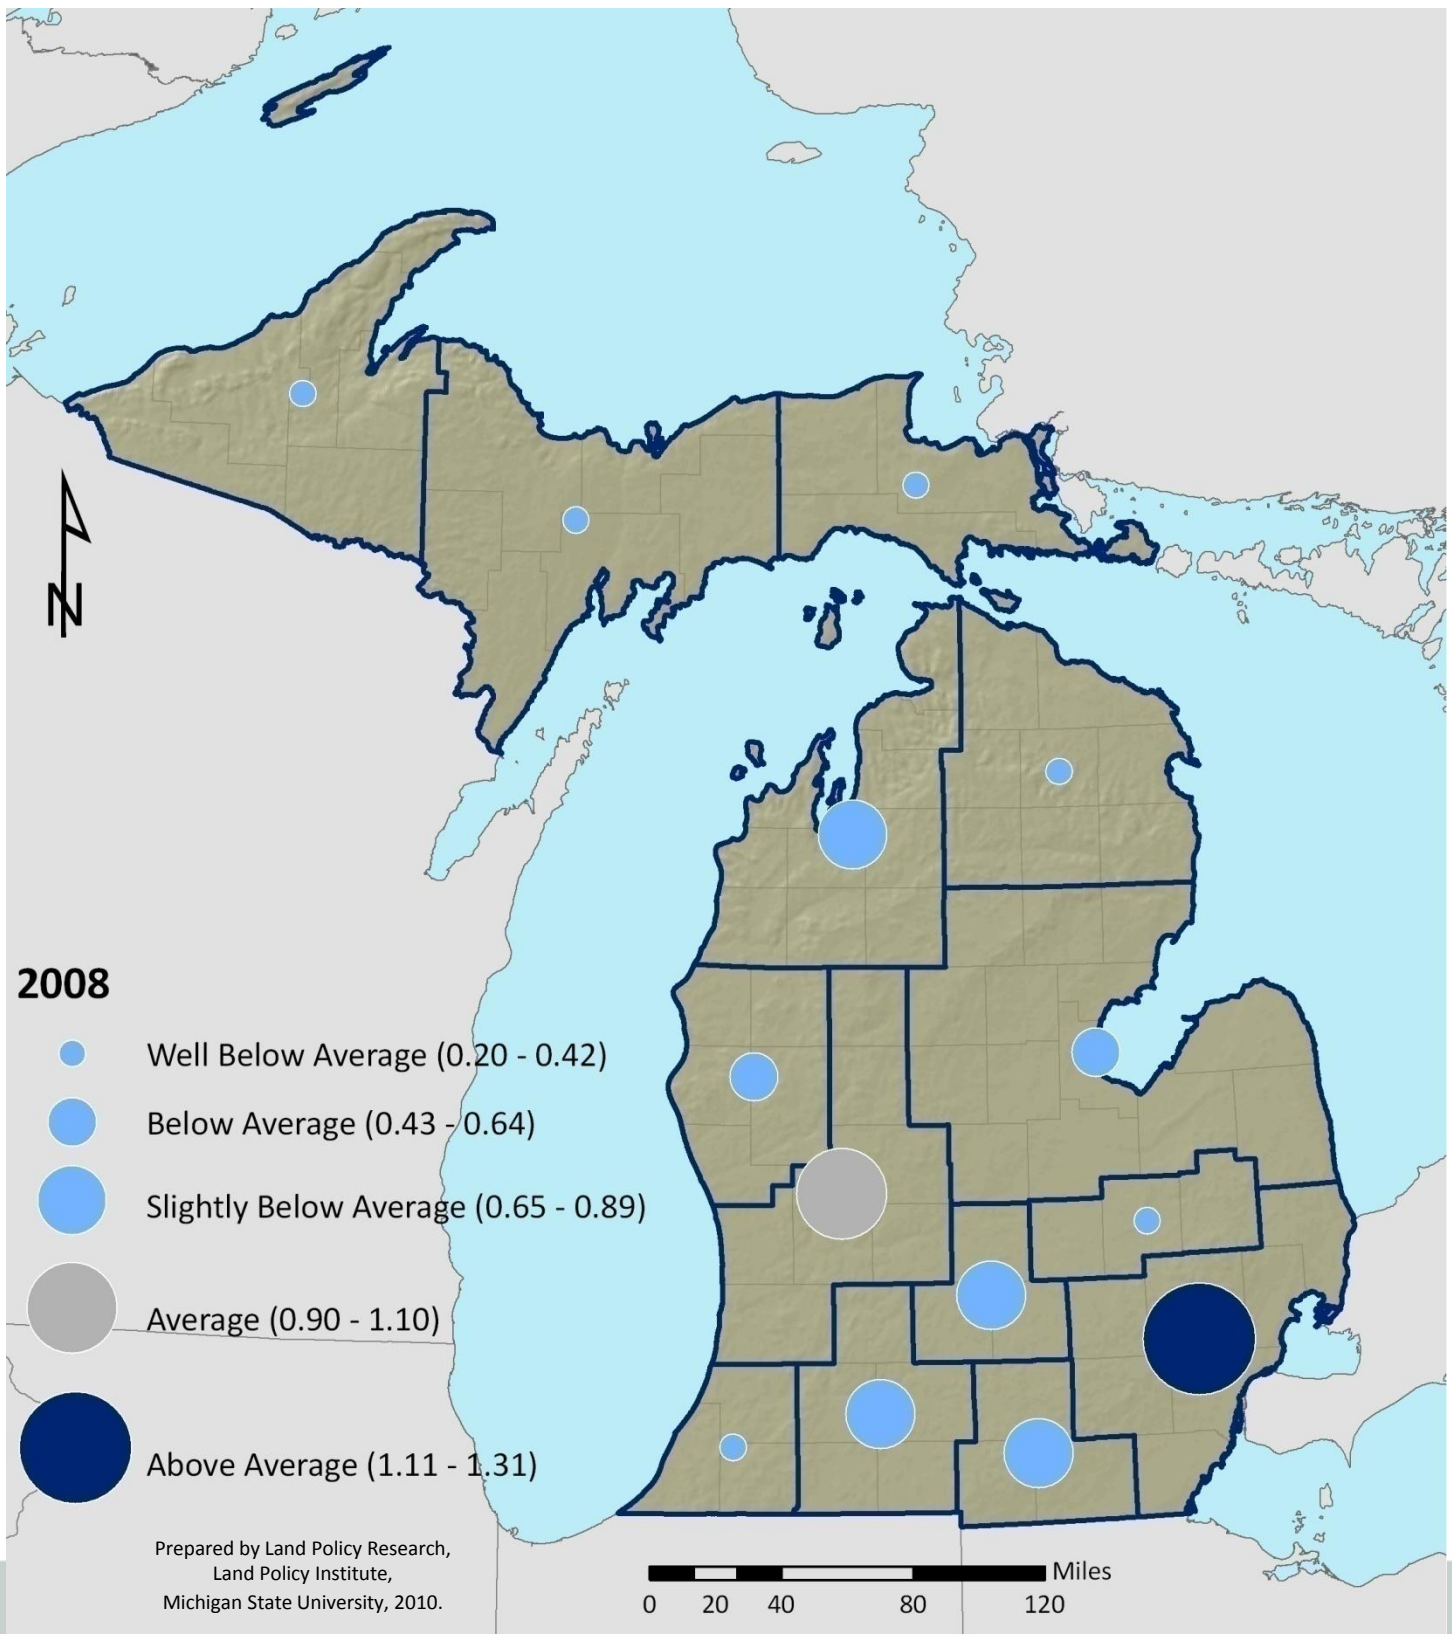 N
2008
Well Below Average (0.20 - 0.42)
Below Average (0.43 - 0.64)
Slightly Below Average (0.65 - 0.89)
Average (0.90 - 1.10)
Above Average (1.11 - 1.31)
Prepared by Land Policy Research,
Land Policy Institute,
Michigan State University, 2010.
Miles
0 20 40 80 120